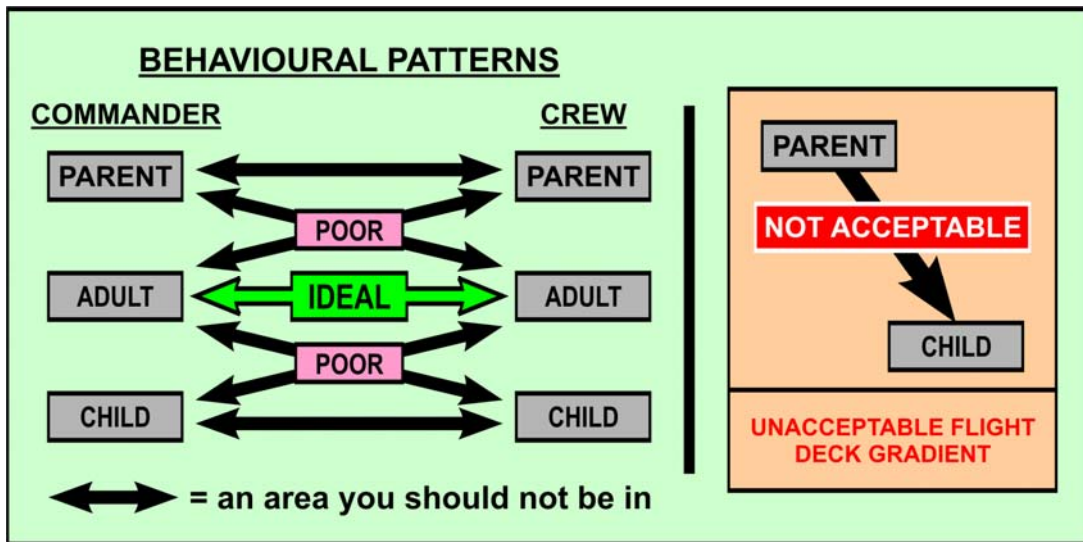 BEHAVIOURAL PATTERNS
COMMANDER
CREW
PARENT
PARENT
POOR
ADULT
IDEAL
ADULT
POOR
CHILD
CHILD
= an area you should not be in
PARENT
NOT ACCEPTABLE
CHILD
UNACCEPTABLE FLIGHT
DECK GRADIENT